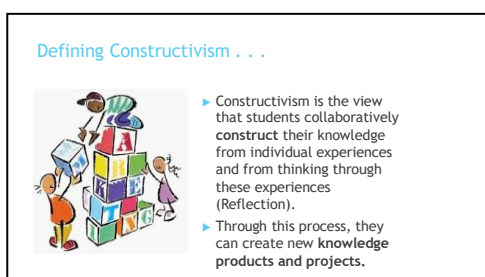 Defining Constructivism . . .
Constructivism is the view
that students collaboratively
construct their knowledge
from individual experiences
and from thinking through
these experiences
(Reflection).
Through this process, they
can create new knowledge
products and projects.
M
A
R
K E
T I
N G